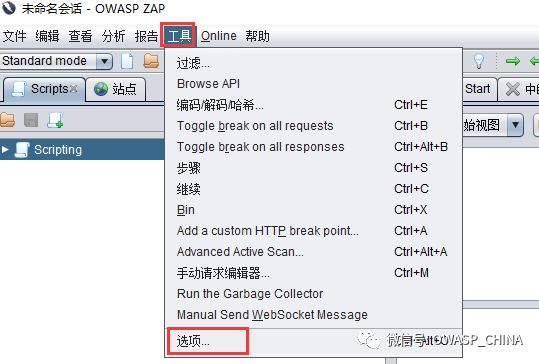 未命名会话 - OWASP ZAP
文件 编辑 查看 分析 报告 工具 Online 帮助
Standard mode
Scripts 站点
Start
始视图
Scripting
过滤...
Browse API
编码/解码/哈希... Ctrl+E
Toggle break on all requests Ctrl+B
Toggle break on all responses Ctrl+Alt+B
步骤 Ctrl+S
继续 Ctrl+C
Bin Ctrl+X
Add a custom HTTP break point... Ctrl+A
Advanced Active Scan... Ctrl+Alt+A
手动请求编辑器... Ctrl+M
Run the Garbage Collector
Manual Send WebSocket Message
选项...
微信号: OWASP_CHINA